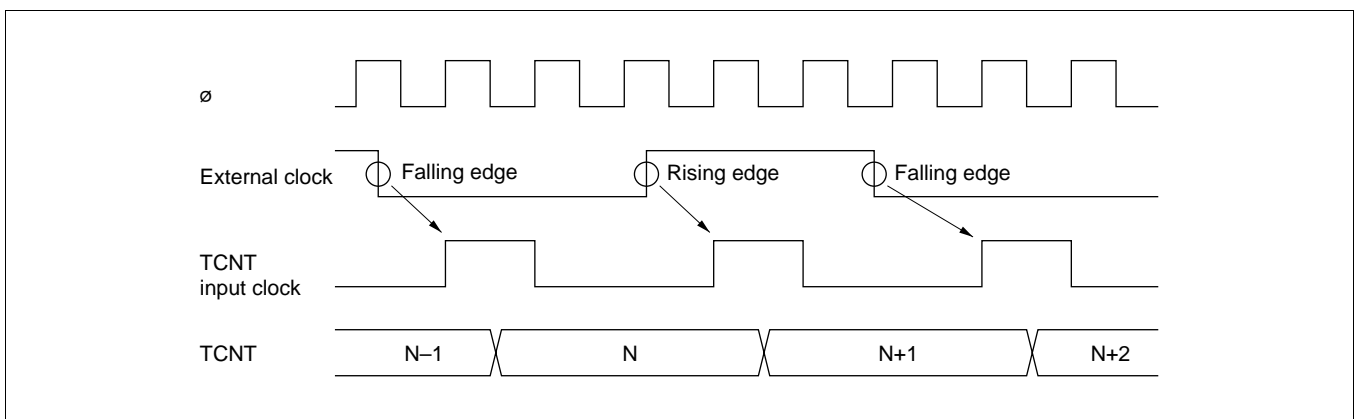 ø
External clock
Falling edge
Rising edge
Falling edge
TCNT
input clock
TCNT
N–1
N
N+1
N+2